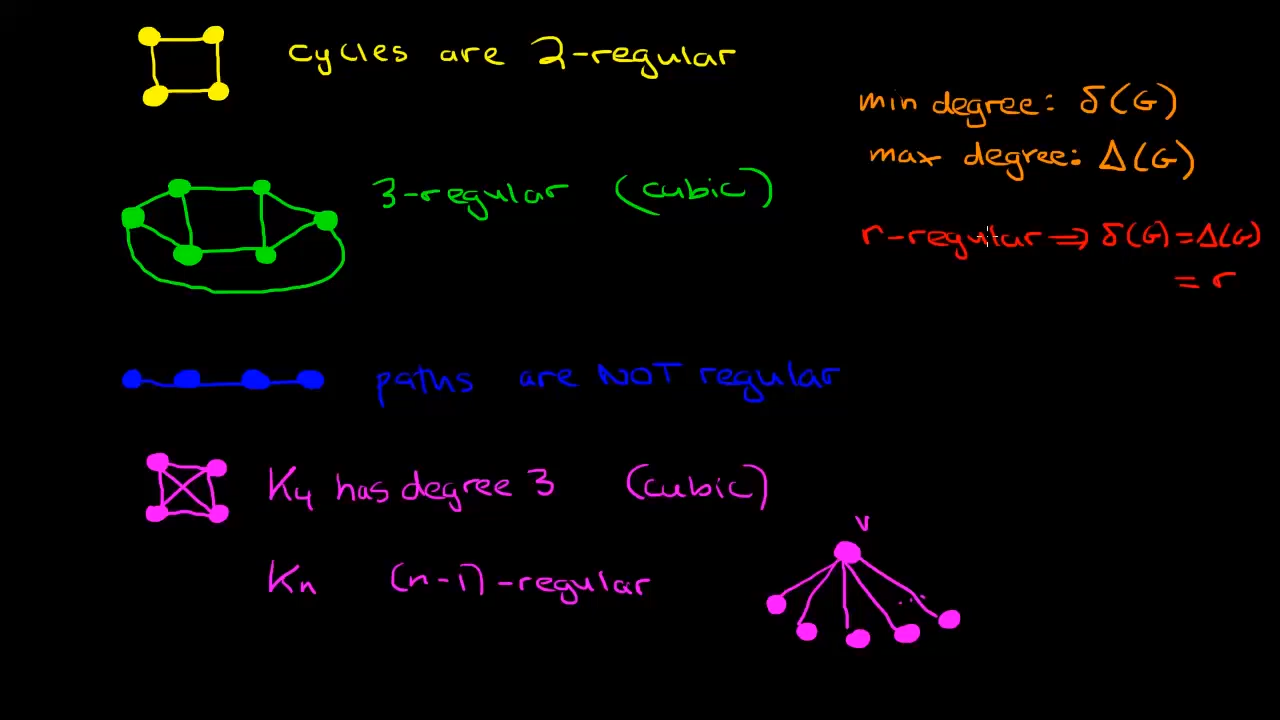 cycles are 2-regular
min degree: δ(G)
max degree: Δ(G)
3-regular (cubic)
r-regular ⇒ δ(G) = Δ(G)
= r
paths are NOT regular
K4 has degree 3 (cubic)
v
Kn (n-1)-regular
...